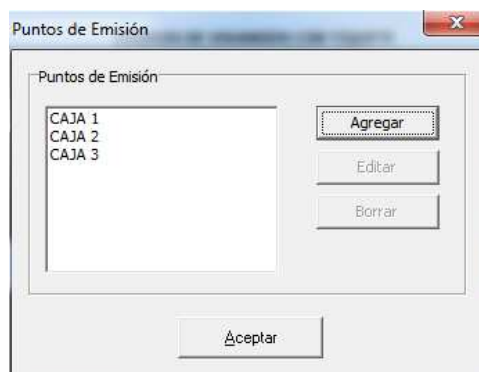 Puntos de Emisión
Puntos de Emisión
CAJA 1
CAJA 2
CAJA 3
Agregar
Editar
Borrar
Aceptar